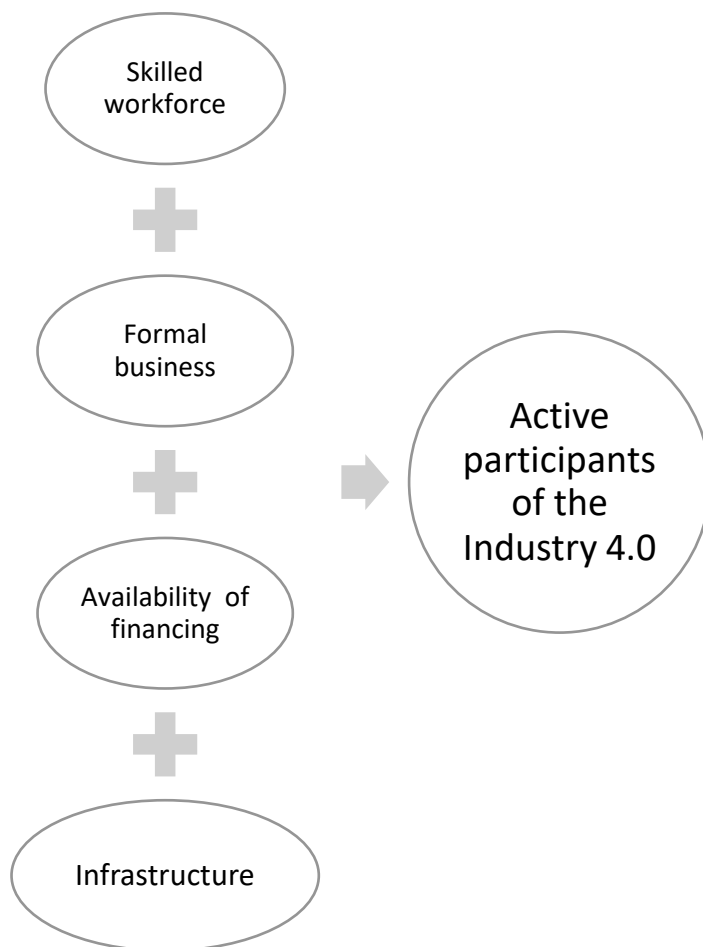 Skilled
workforce
Formal
business
Availability of
financing
Infrastructure
Active
participants
of the
Industry 4.0